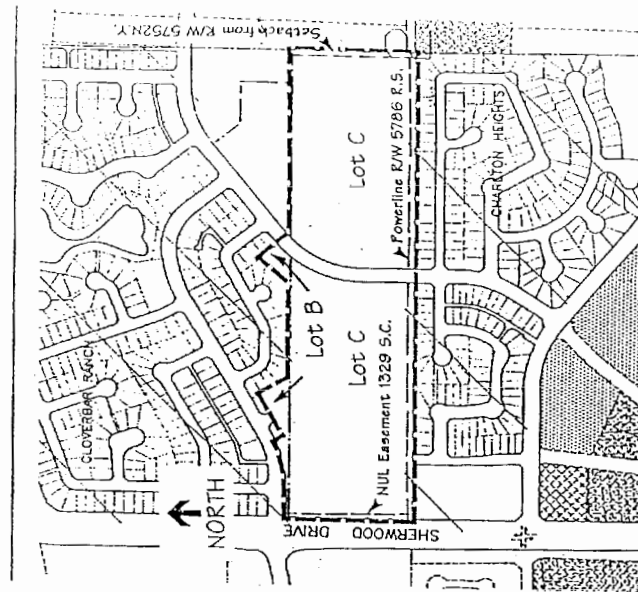 Setback from R/W 5752N.Y.
Lot C
Powerline R/W 5786 R.S.
CHARLTON HEIGHTS
Lot B
Lot C
NUL Easement 1329 S.C.
CLOVERBAR RANCH
NORTH
SHERWOOD DRIVE